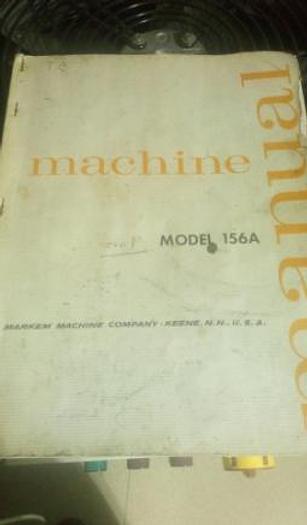 machine
manual
MODEL 156A
MARKEM MACHINE COMPANY · KEENE, N.H., U.S.A.